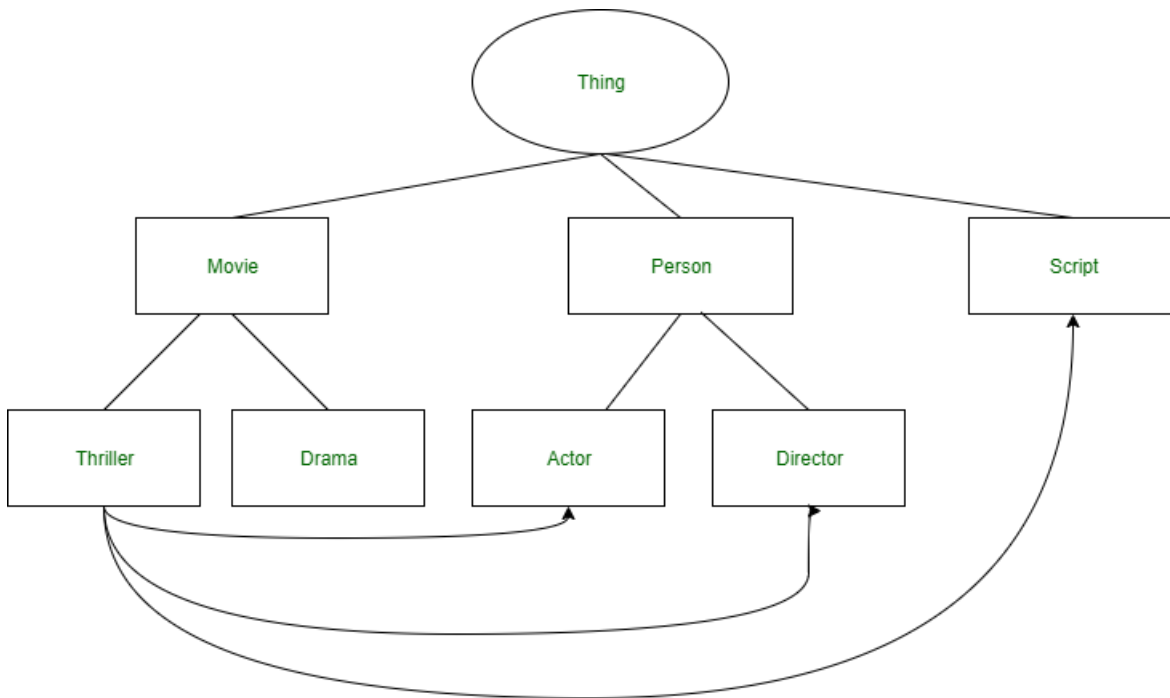 Thing
Movie
Person
Script
Thriller
Drama
Actor
Director